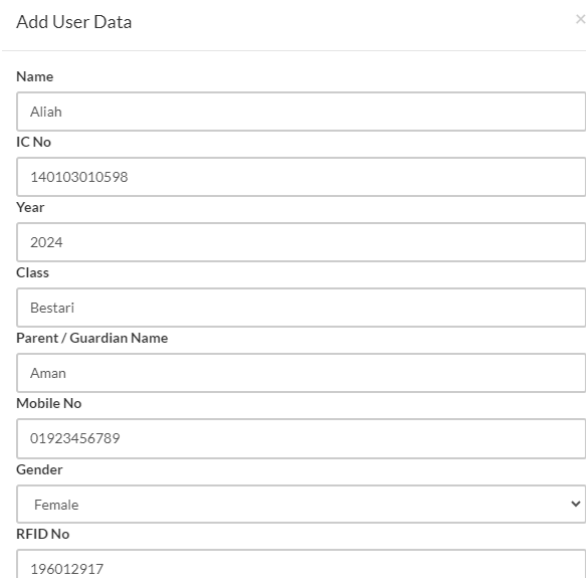 Add User Data
×
Name
Aliah
IC No
140103010598
Year
2024
Class
Bestari
Parent / Guardian Name
Aman
Mobile No
01923456789
Gender
Female
RFID No
196012917